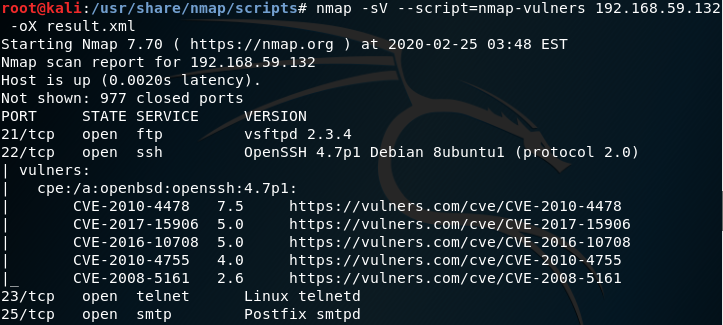 root@kali:/usr/share/nmap/scripts# nmap -sV --script=nmap-vulners 192.168.59.132
 -oX result.xml
Starting Nmap 7.70 ( https://nmap.org ) at 2020-02-25 03:48 EST
Nmap scan report for 192.168.59.132
Host is up (0.0020s latency).
Not shown: 977 closed ports
PORT     STATE SERVICE     VERSION
21/tcp   open  ftp         vsftpd 2.3.4
22/tcp   open  ssh         OpenSSH 4.7p1 Debian 8ubuntu1 (protocol 2.0)
| vulners:
|   cpe:/a:openbsd:openssh:4.7p1:
|       CVE-2010-4478   7.5     https://vulners.com/cve/CVE-2010-4478
|       CVE-2017-15906  5.0     https://vulners.com/cve/CVE-2017-15906
|       CVE-2016-10708  5.0     https://vulners.com/cve/CVE-2016-10708
|       CVE-2010-4755   4.0     https://vulners.com/cve/CVE-2010-4755
|_      CVE-2008-5161   2.6     https://vulners.com/cve/CVE-2008-5161
23/tcp   open  telnet      Linux telnetd
25/tcp   open  smtp        Postfix smtpd